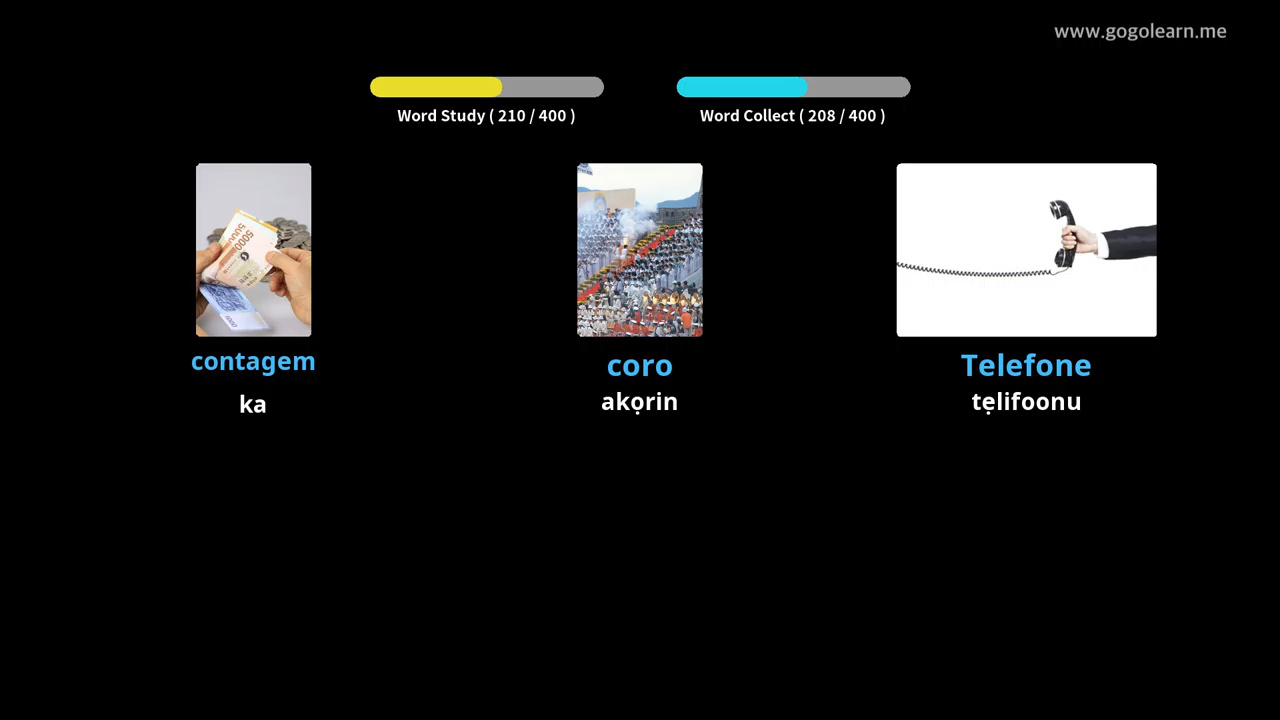 www.gogolearn.me
Word Study ( 210 / 400 )
Word Collect ( 208 / 400 )
contagem
ka
coro
akọrin
Telefone
tẹlifoonu